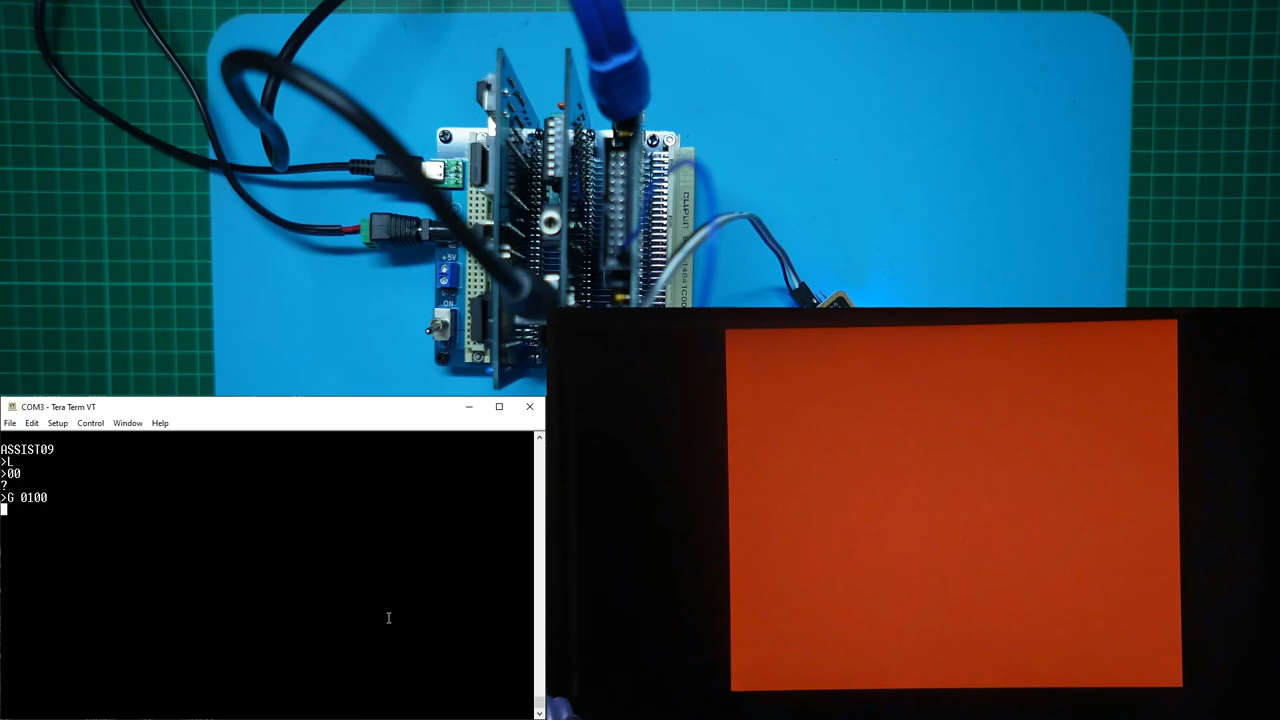 +5V
ON
COM3 - Tera Term VT
File Edit Setup Control Window Help
ASSIST09
>L
>00
?
>G 0100